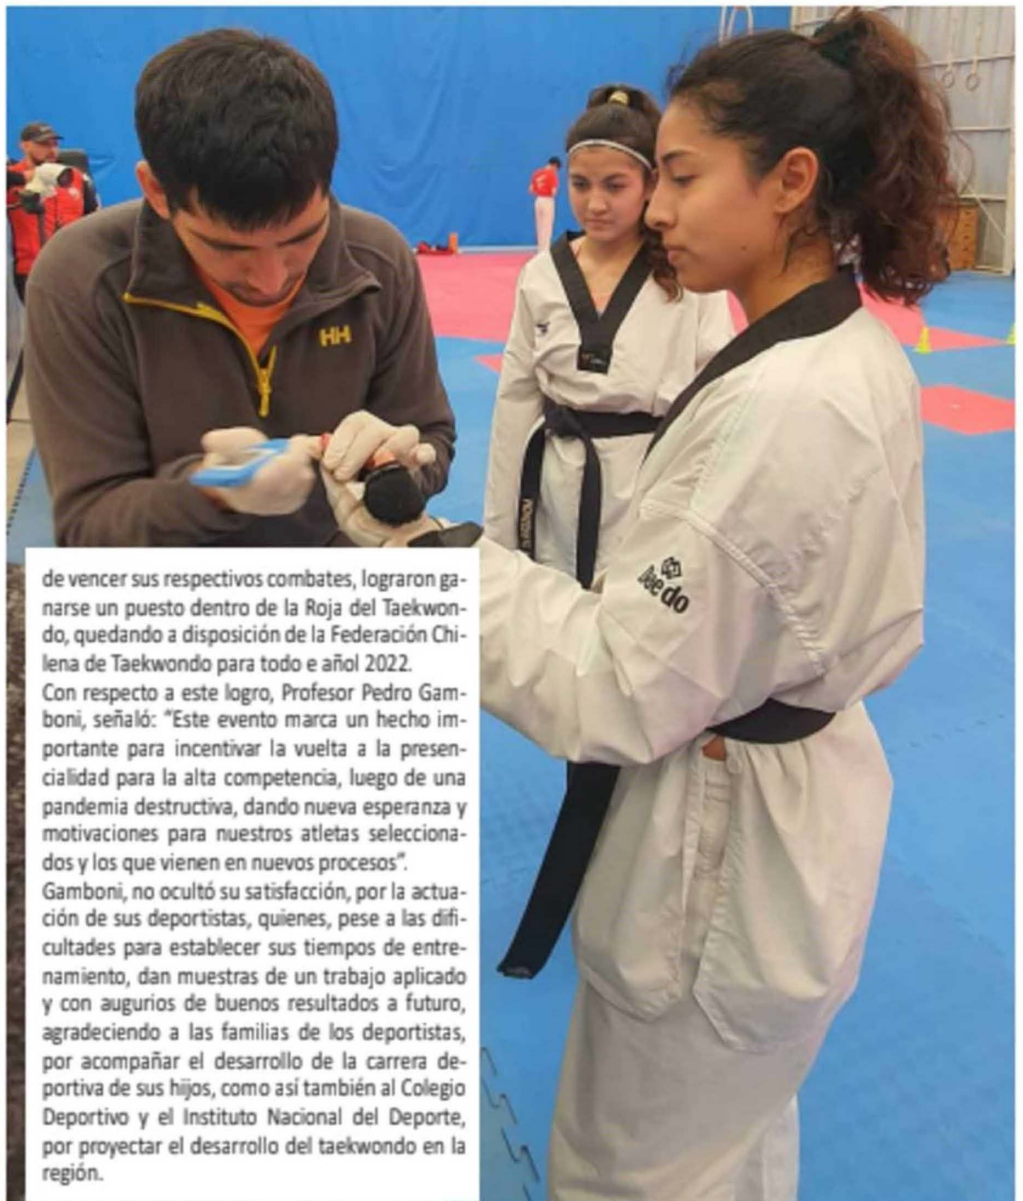 HH
Daedo
de vencer sus respectivos combates, lograron ga-
narse un puesto dentro de la Roja del Taekwon-
do, quedando a disposición de la Federación Chi-
lena de Taekwondo para todo e añol 2022.
Con respecto a este logro, Profesor Pedro Gam-
boni, señaló: “Este evento marca un hecho im-
portante para incentivar la vuelta a la presen-
cialidad para la alta competencia, luego de una
pandemia destructiva, dando nueva esperanza y
motivaciones para nuestros atletas selecciona-
dos y los que vienen en nuevos procesos”.
Gamboni, no ocultó su satisfacción, por la actua-
ción de sus deportistas, quienes, pese a las difi-
cultades para establecer sus tiempos de entre-
namiento, dan muestras de un trabajo aplicado
y con augurios de buenos resultados a futuro,
agradeciendo a las familias de los deportistas,
por acompañar el desarrollo de la carrera de-
portiva de sus hijos, como así también al Colegio
Deportivo y el Instituto Nacional del Deporte,
por proyectar el desarrollo del taekwondo en la
región.